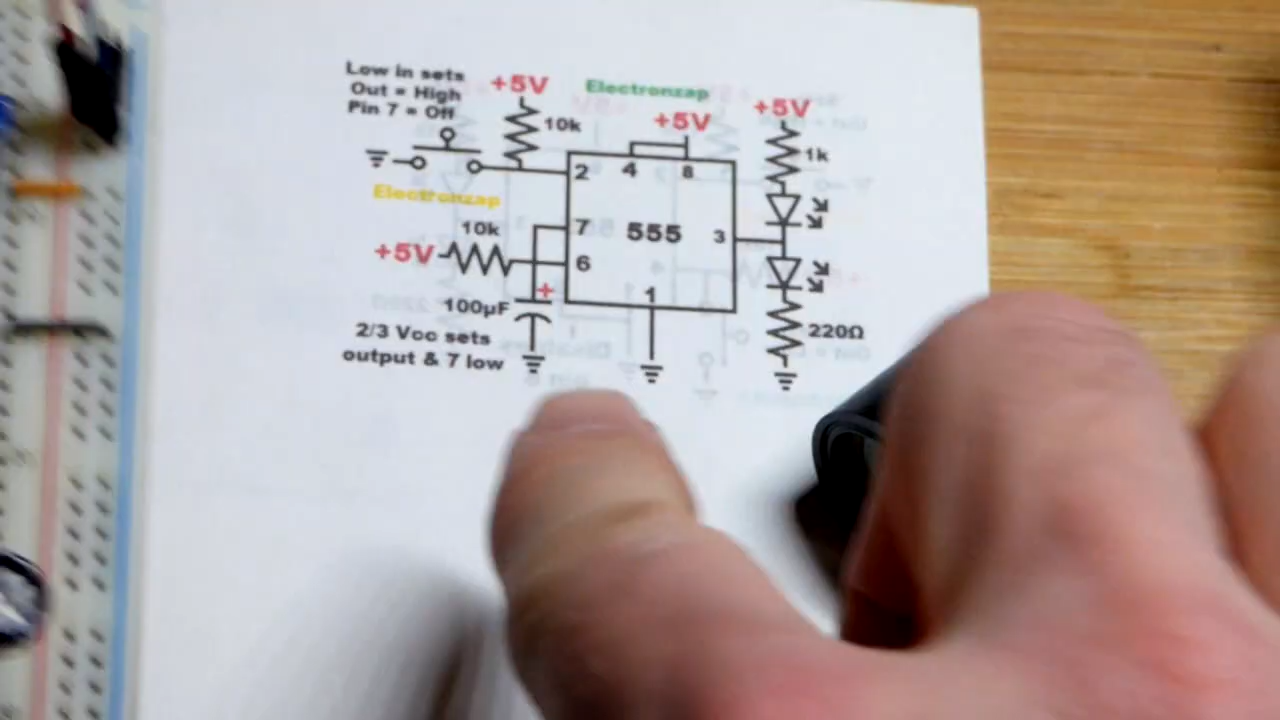 Low in sets
Out = High
Pin 7 = Off
+5V
Electronzap
+5V
+5V
10k
1k
2
4
8
Electronzap
10k
7
555
3
+5V
6
+
1
100µF
220Ω
2/3 Vcc sets
output & 7 low